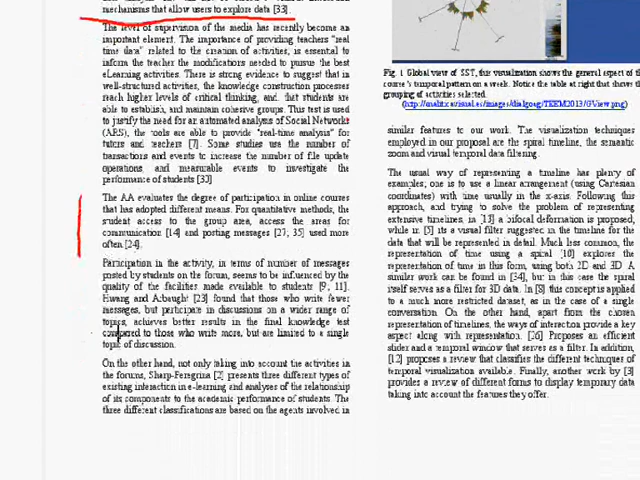 mechanisms that allow users to explore data [33].
The level of supervision of the media has recently become an
important element. The importance of providing teachers "real
time data" related to the creation of activities, is essential to
inform the teacher the modifications needed to pursue the best
eLearning activities. There is strong evidence to suggest that in
well-structured activities, the knowledge construction processes
reach higher levels of critical thinking, and that students are
able to establish, and maintain cohesive groups. This test is used
to justify the need for an automated analysis of Social Networks
(ARS), the tools are able to provide "real-time analysis" for
tutors and teachers [7]. Some studies use the number of
transactions and events to increase the number of file update
operations, and measurable events to investigate the
performance of students [30]
The AA evaluates the degree of participation in online courses
that has adopted different means. For quantitative methods, the
student access to the group area, access the areas for
communication [14] and posting messages [27, 35] used more
often [24].
Participation in the activity, in terms of number of messages
posted by students on the forum, seems to be influenced by the
quality of the facilities made available to students [9, 11].
Hwang and Arbaugh [23] found that those who write fewer
messages, but participate in discussions on a wider range of
topics, achieves better results in the final knowledge test
compared to those who write more, but are limited to a single
topic of discussion.
On the other hand, not only taking into account the activities in
the forums, Sharp-Peregrina [2] presents three different types of
existing interaction in e-learning and analyses of the relationship
of its components to the academic performance of students. The
three different classifications are based on the agents involved in
Fig. 1 Global view of SST, this visualization shows the general aspect of th
course's temporal pattern on a week. Notice the table at right that shows th
grouping of activities selected.
similar features to our work. The visualization techniques
employed in our proposal are the spiral timeline, the semantic
zoom and visual temporal data filtering.
The usual way of representing a timeline has plenty of
examples; one is to use a linear arrangement (using Cartesian
coordinates) with time usually in the x-axis. Following this
approach, and trying to solve the problem of representing
extensive timelines, in [13] a bifocal deformation is proposed,
while in [5] its a visual filter suggested in the timeline for the
data that will be represented in detail. Much less common, the
representation of time using a spiral [10] explores the
representation of time in this form, using both 2D and 3D. A
similar work can be found in [34], but in this case the spiral
itself serves as a filter for 3D data. In [8] this concept is applied
to a much more restricted dataset, as in the case of a single
conversation. On the other hand, apart from the chosen
representation of timelines, the ways of interaction provide a key
aspect along with representation. [26] Proposes an efficient
slider and a temporal window that serves as a filter. In addition,
[12] proposes a review that classifies the different techniques of
temporal visualization available. Finally, another work by [3]
provides a review of different forms to display temporal data
taking into account the features they offer.